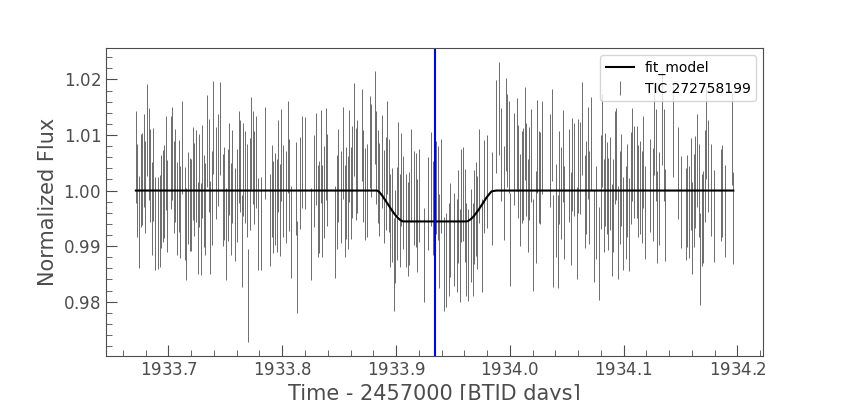 fit_model
TIC 272758199
1.02
1.01
1.00
0.99
0.98
Normalized Flux
1933.7 1933.8 1933.9 1934.0 1934.1 1934.2
Time - 2457000 [BTJD days]